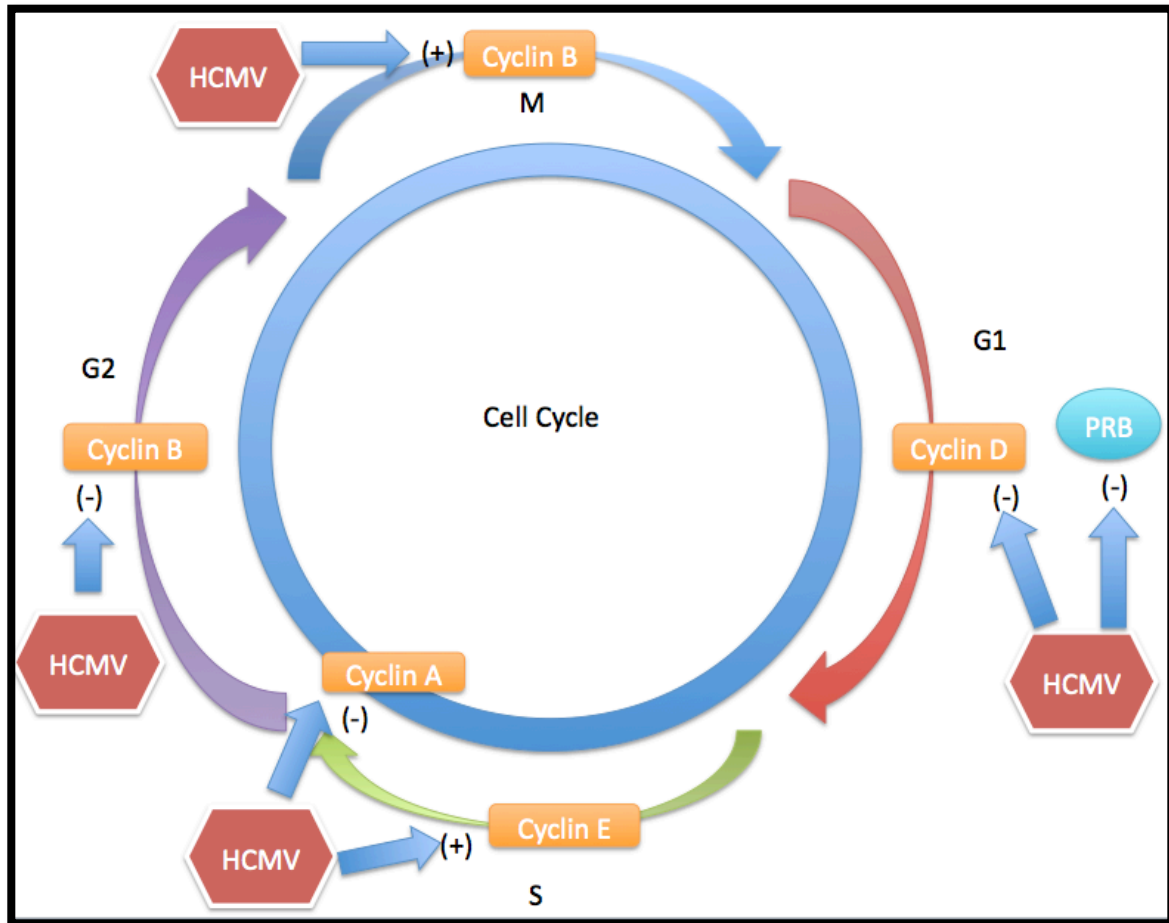 HCMV
(+)
Cyclin B
M
G1
G2
Cell Cycle
PRB
Cyclin B
Cyclin D
(-)
(-)
(-)
HCMV
Cyclin A
HCMV
(-)
HCMV
Cyclin E
(+)
S